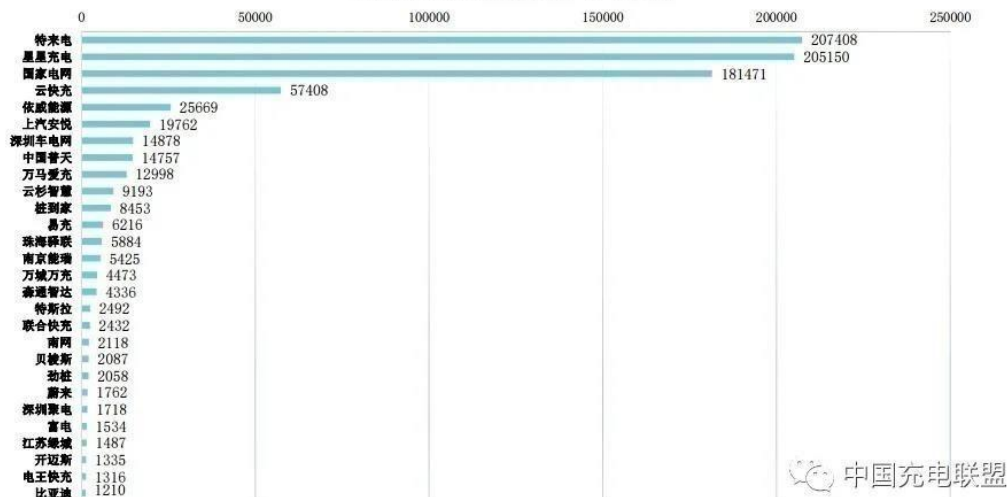 0 50000 100000 150000 200000 250000
特来电 207408
星星充电 205150
国家电网 181471
云快充 57408
依威能源 25669
上汽安悦 19762
深圳车电网 14878
中国普天 14757
万马爱充 12998
云杉智慧 9193
桩到家 8453
易充 6216
珠海驿联 5884
南京能瑞 5425
万城万充 4473
森通智达 4336
特斯拉 2492
联合快充 2432
南网 2118
贝棱斯 2087
劲桩 2058
蔚来 1762
深圳聚电 1718
富电 1534
江苏绿城 1487
开迈斯 1335
电王快充 1316
比亚迪 1210
中国充电联盟